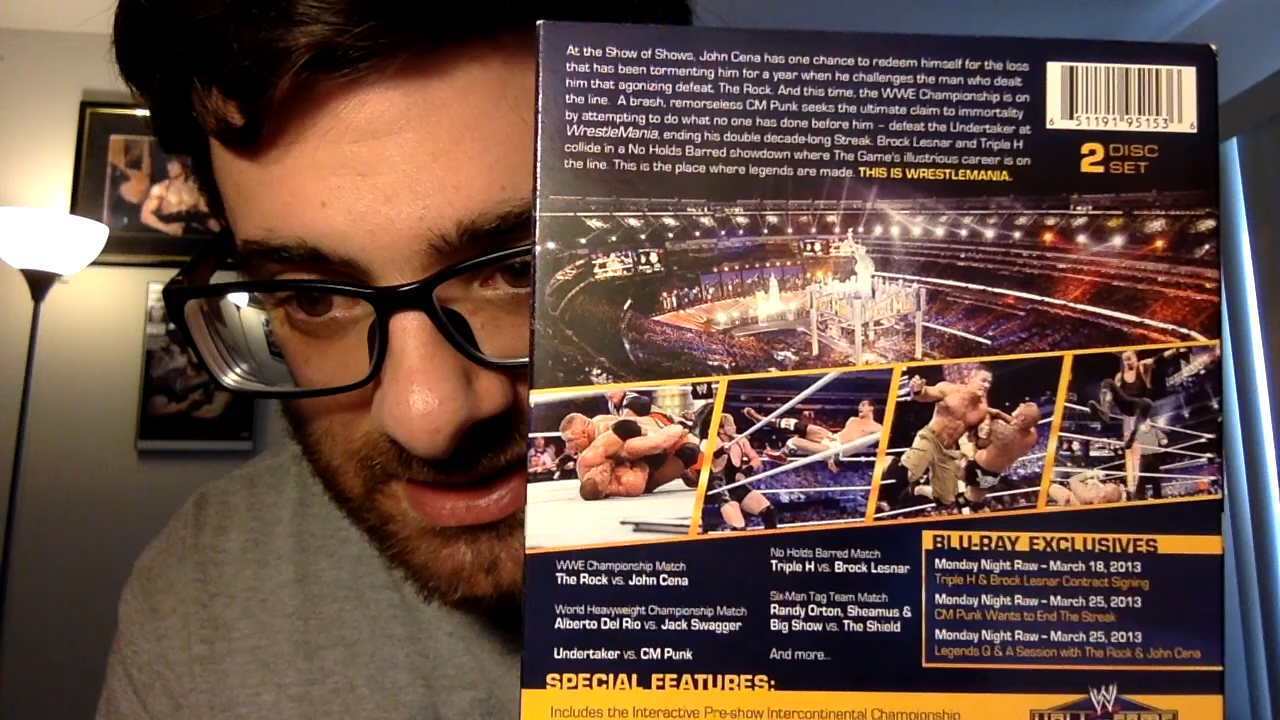 At the Show of Shows, John Cena has one chance to redeem himself for the loss
that has been tormenting him for a year when he challenges the man who dealt
him that agonizing defeat, The Rock. And this time, the WWE Championship is on
the line. A brash, remorseless CM Punk seeks the ultimate claim to immortality
by attempting to do what no one has done before him – defeat the Undertaker at
WrestleMania, ending his double decade-long Streak. Brock Lesnar and Triple H
collide in a No Holds Barred showdown where The Game's illustrious career is on
the line. This is the place where legends are made. THIS IS WRESTLEMANIA.
6 51191 95153 6
2 DISC
SET
WWE Championship Match
The Rock vs. John Cena
World Heavyweight Championship Match
Alberto Del Rio vs. Jack Swagger
Undertaker vs. CM Punk
No Holds Barred Match
Triple H vs. Brock Lesnar
Six-Man Tag Team Match
Randy Orton, Sheamus &
Big Show vs. The Shield
And more...
BLU-RAY EXCLUSIVES
Monday Night Raw – March 18, 2013
Triple H & Brock Lesnar Contract Signing
Monday Night Raw – March 25, 2013
CM Punk Wants to End The Streak
Monday Night Raw – March 25, 2013
Legends Q & A Session with The Rock & John Cena
SPECIAL FEATURES:
Includes the Interactive Pre-show Intercontinental Championship
W